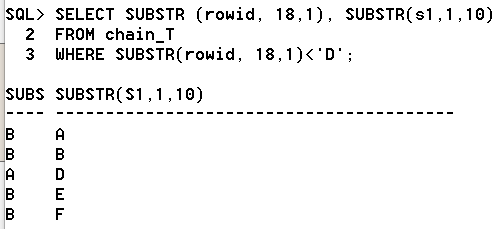 SQL> SELECT SUBSTR (rowid, 18,1), SUBSTR(s1,1,10)
2 FROM chain_T
3 WHERE SUBSTR(rowid, 18,1)<'D';
SUBS SUBSTR(S1,1,10)
---- ----------------------------------------
B A
B B
A D
B E
B F